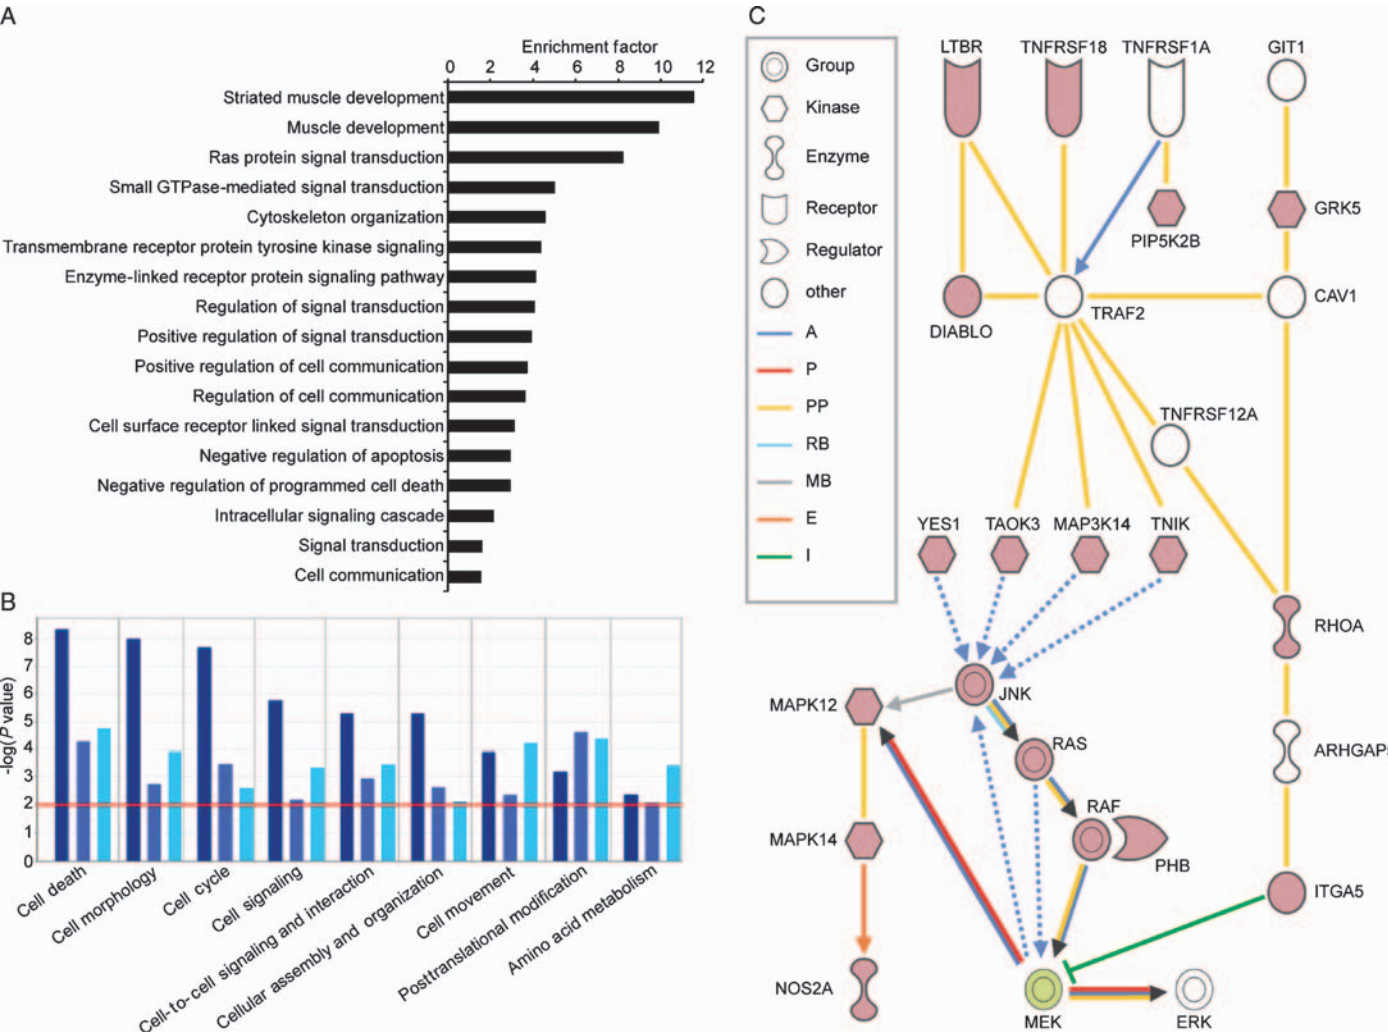 A
Enrichment factor
0 2 4 6 8 10 12
Striated muscle development
Muscle development
Ras protein signal transduction
Small GTPase-mediated signal transduction
Cytoskeleton organization
Transmembrane receptor protein tyrosine kinase signaling
Enzyme-linked receptor protein signaling pathway
Regulation of signal transduction
Positive regulation of signal transduction
Positive regulation of cell communication
Regulation of cell communication
Cell surface receptor linked signal transduction
Negative regulation of apoptosis
Negative regulation of programmed cell death
Intracellular signaling cascade
Signal transduction
Cell communication
B
-log(P value)
8
7
6
5
4
3
2
1
0
Cell death
Cell morphology
Cell cycle
Cell signaling
Cell-to-cell signaling and interaction
Cellular assembly and organization
Cell movement
Posttranslational modification
Amino acid metabolism
C
Group
Kinase
Enzyme
Receptor
Regulator
other
A
P
PP
RB
MB
E
I
LTBR TNFRSF18 TNFRSF1A GIT1
GRK5
PIP5K2B
CAV1
TRAF2
DIABLO
TNFRSF12A
YES1 TAOK3 MAP3K14 TNIK
RHOA
JNK
MAPK12
RAS
ARHGAP5
RAF
MAPK14
PHB
ITGA5
NOS2A
MEK ERK